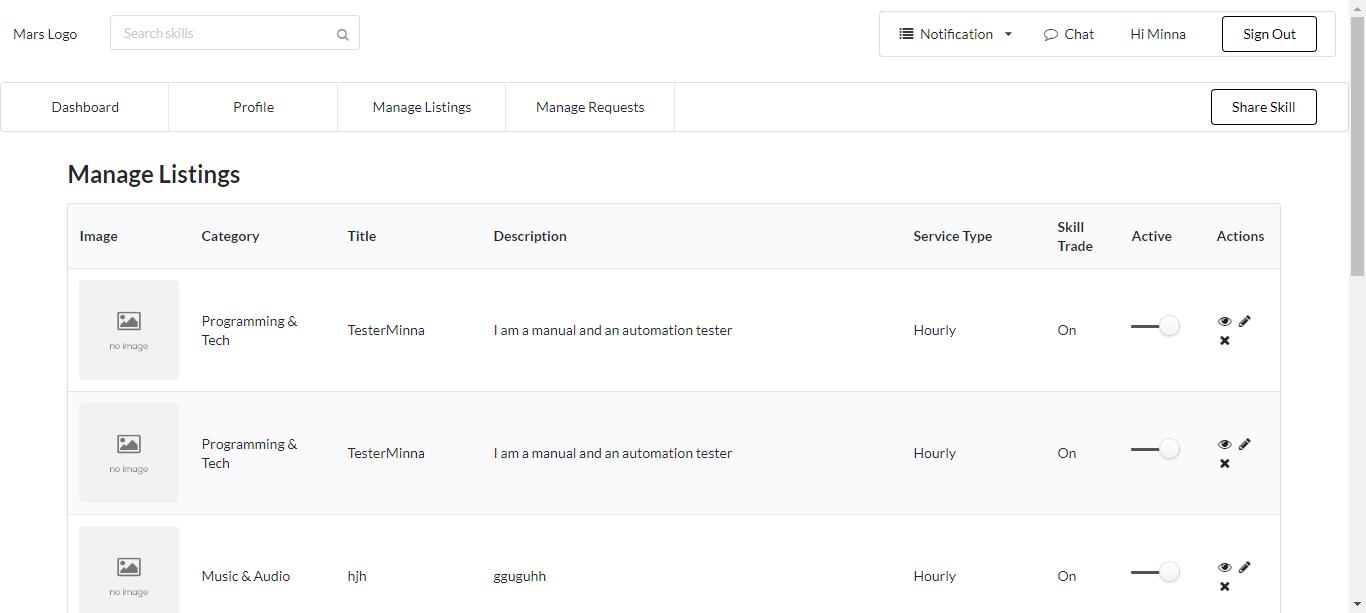 Mars Logo
Search skills
Notification
Chat
Hi Minna
Sign Out
Dashboard
Profile
Manage Listings
Manage Requests
Share Skill
Manage Listings
Image
Category
Title
Description
Service Type
Skill
Trade
Active
Actions
no image
Programming &
Tech
TesterMinna
I am a manual and an automation tester
Hourly
On
no image
Programming &
Tech
TesterMinna
I am a manual and an automation tester
Hourly
On
no image
Music & Audio
hjh
gguguhh
Hourly
On